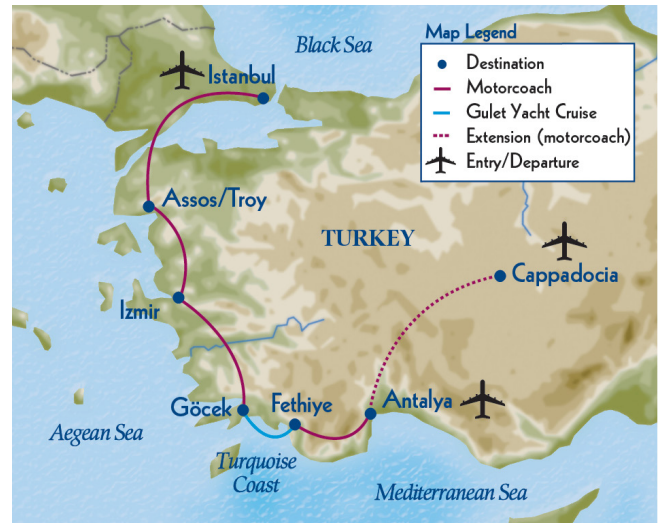 Black Sea
Map Legend
Destination
Motorcoach
Gulet Yacht Cruise
Extension (motorcoach)
Entry/Departure
Istanbul
Assos/Troy
TURKEY
Cappadocia
Izmir
Göcek
Fethiye
Antalya
Aegean Sea
Turquoise
Coast
Mediterranean Sea